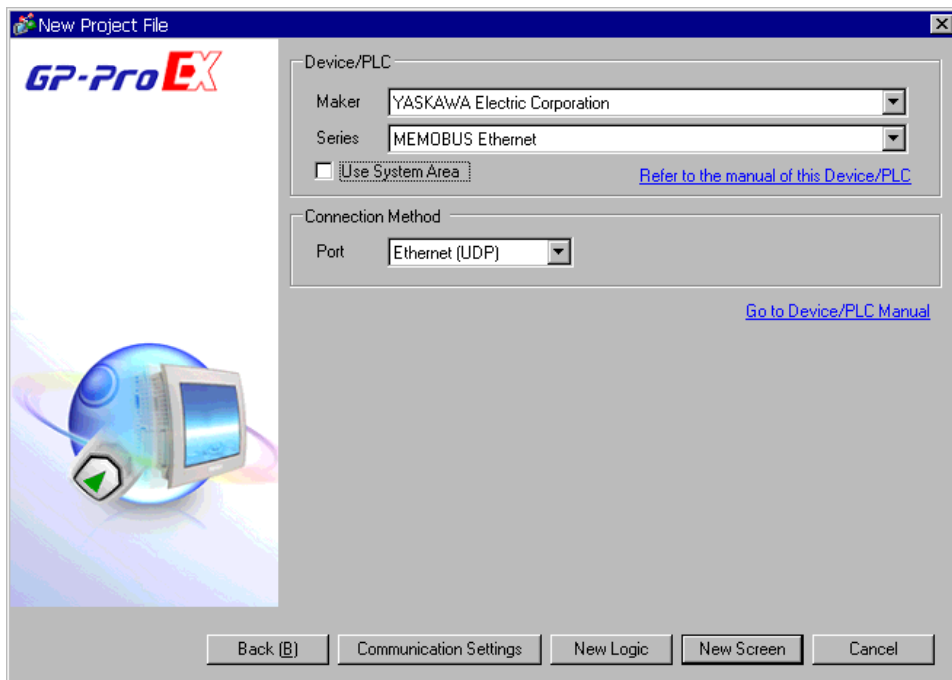 New Project File
GP-Pro EX
Device/PLC
Maker YASKAWA Electric Corporation
Series MEMOBUS Ethernet
Use System Area Refer to the manual of this Device/PLC
Connection Method
Port Ethernet (UDP)
Go to Device/PLC Manual
Back (B) Communication Settings New Logic New Screen Cancel